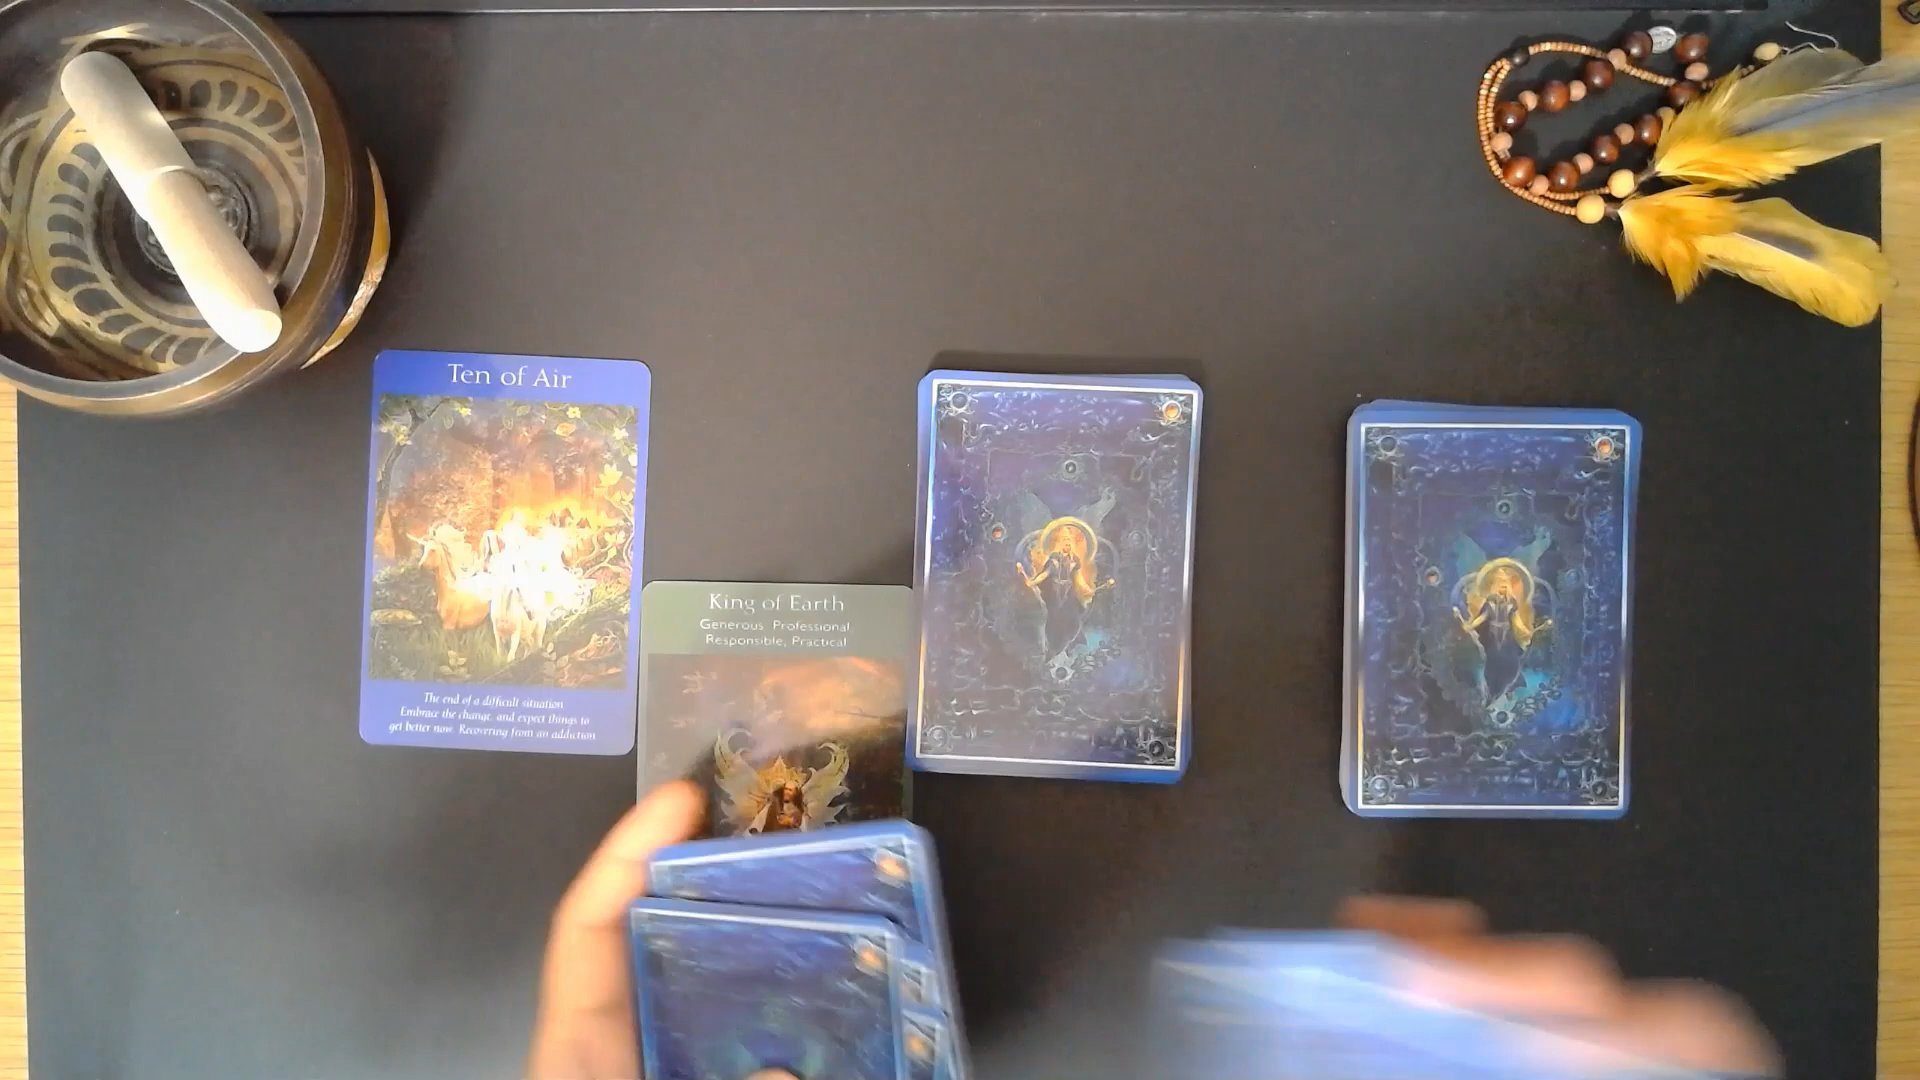 Ten of Air
The end of a difficult situation
Embrace the change, and expect things to
get better now. Recovering from an addiction.
King of Earth
Generous, Professional,
Responsible, Practical